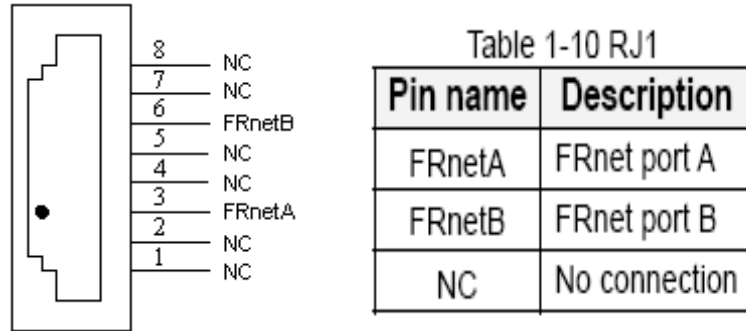 8 NC
7 NC
6 FRnetB
5 NC
4 NC
3 FRnetA
2 NC
1 NC
Table 1-10 RJ1
Pin name Description
FRnetA FRnet port A
FRnetB FRnet port B
NC No connection